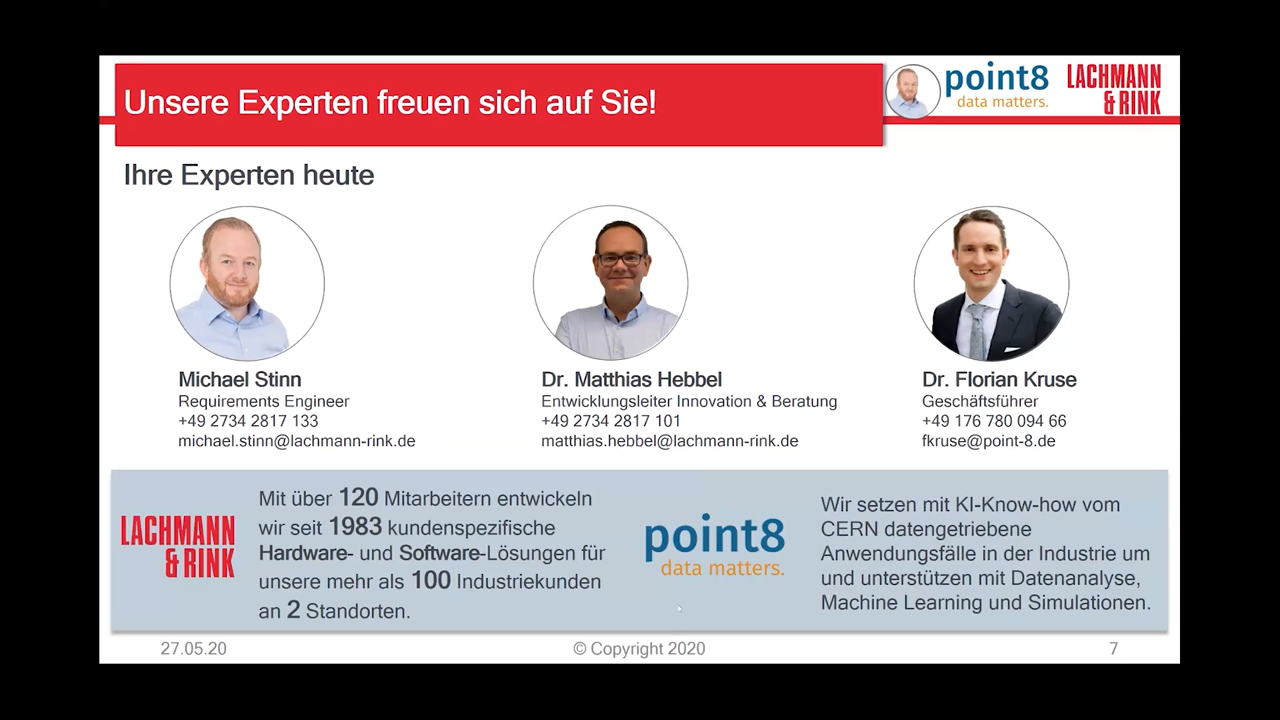 Unsere Experten freuen sich auf Sie!
point8
data matters.
LACHMANN
& RINK
Ihre Experten heute
Michael Stinn
Requirements Engineer
+49 2734 2817 133
michael.stinn@lachmann-rink.de
Dr. Matthias Hebbel
Entwicklungsleiter Innovation & Beratung
+49 2734 2817 101
matthias.hebbel@lachmann-rink.de
Dr. Florian Kruse
Geschäftsführer
+49 176 780 094 66
fkruse@point-8.de
LACHMANN
& RINK
Mit über 120 Mitarbeitern entwickeln
wir seit 1983 kundenspezifische
Hardware- und Software-Lösungen für
unsere mehr als 100 Industriekunden
an 2 Standorten.
point8
data matters.
Wir setzen mit KI-Know-how vom
CERN datengetriebene
Anwendungsfälle in der Industrie um
und unterstützen mit Datenanalyse,
Machine Learning und Simulationen.
27.05.20
© Copyright 2020
7